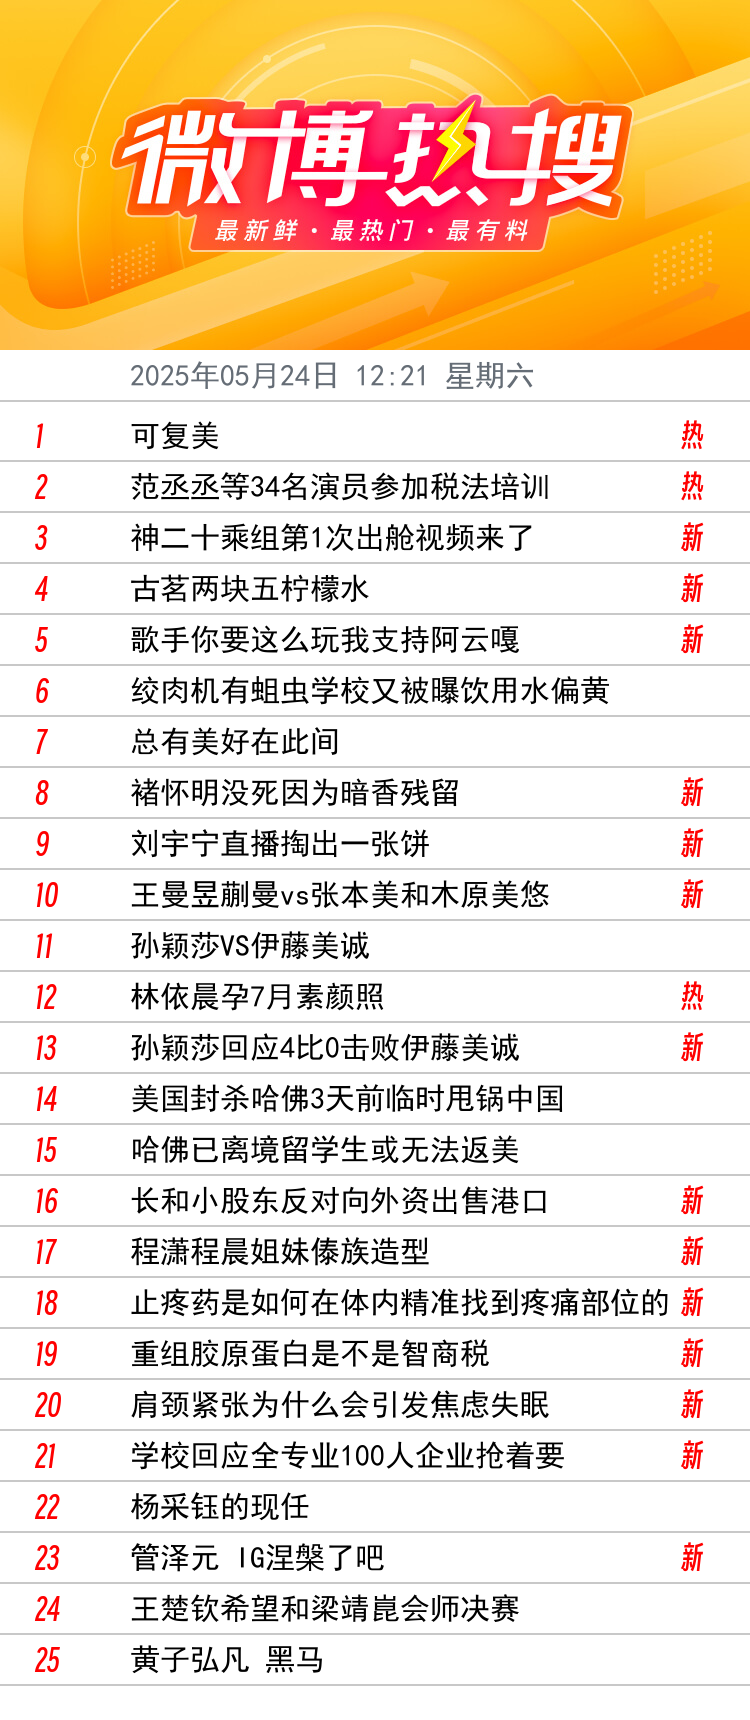 微博热搜
最新鲜·最热门·最有料
2025年05月24日 12:21 星期六
1 可复美 热
2 范丞丞等34名演员参加税法培训 热
3 神二十乘组第1次出舱视频来了 新
4 古茗两块五柠檬水 新
5 歌手你要这么玩我支持阿云嘎 新
6 绞肉机有蛆虫学校又被曝饮用水偏黄
7 总有美好在此间
8 褚怀明没死因为暗香残留 新
9 刘宇宁直播掏出一张饼 新
10 王曼昱蒯曼vs张本美和木原美悠 新
11 孙颖莎VS伊藤美诚
12 林依晨孕7月素颜照 热
13 孙颖莎回应4比0击败伊藤美诚 新
14 美国封杀哈佛3天前临时甩锅中国
15 哈佛已离境留学生或无法返美
16 长和小股东反对向外资出售港口 新
17 程潇程晨姐妹傣族造型 新
18 止疼药是如何在体内精准找到疼痛部位的 新
19 重组胶原蛋白是不是智商税 新
20 肩颈紧张为什么会引发焦虑失眠 新
21 学校回应全专业100人企业抢着要 新
22 杨采钰的现任
23 管泽元 IG涅槃了吧 新
24 王楚钦希望和梁靖崑会师决赛
25 黄子弘凡 黑马